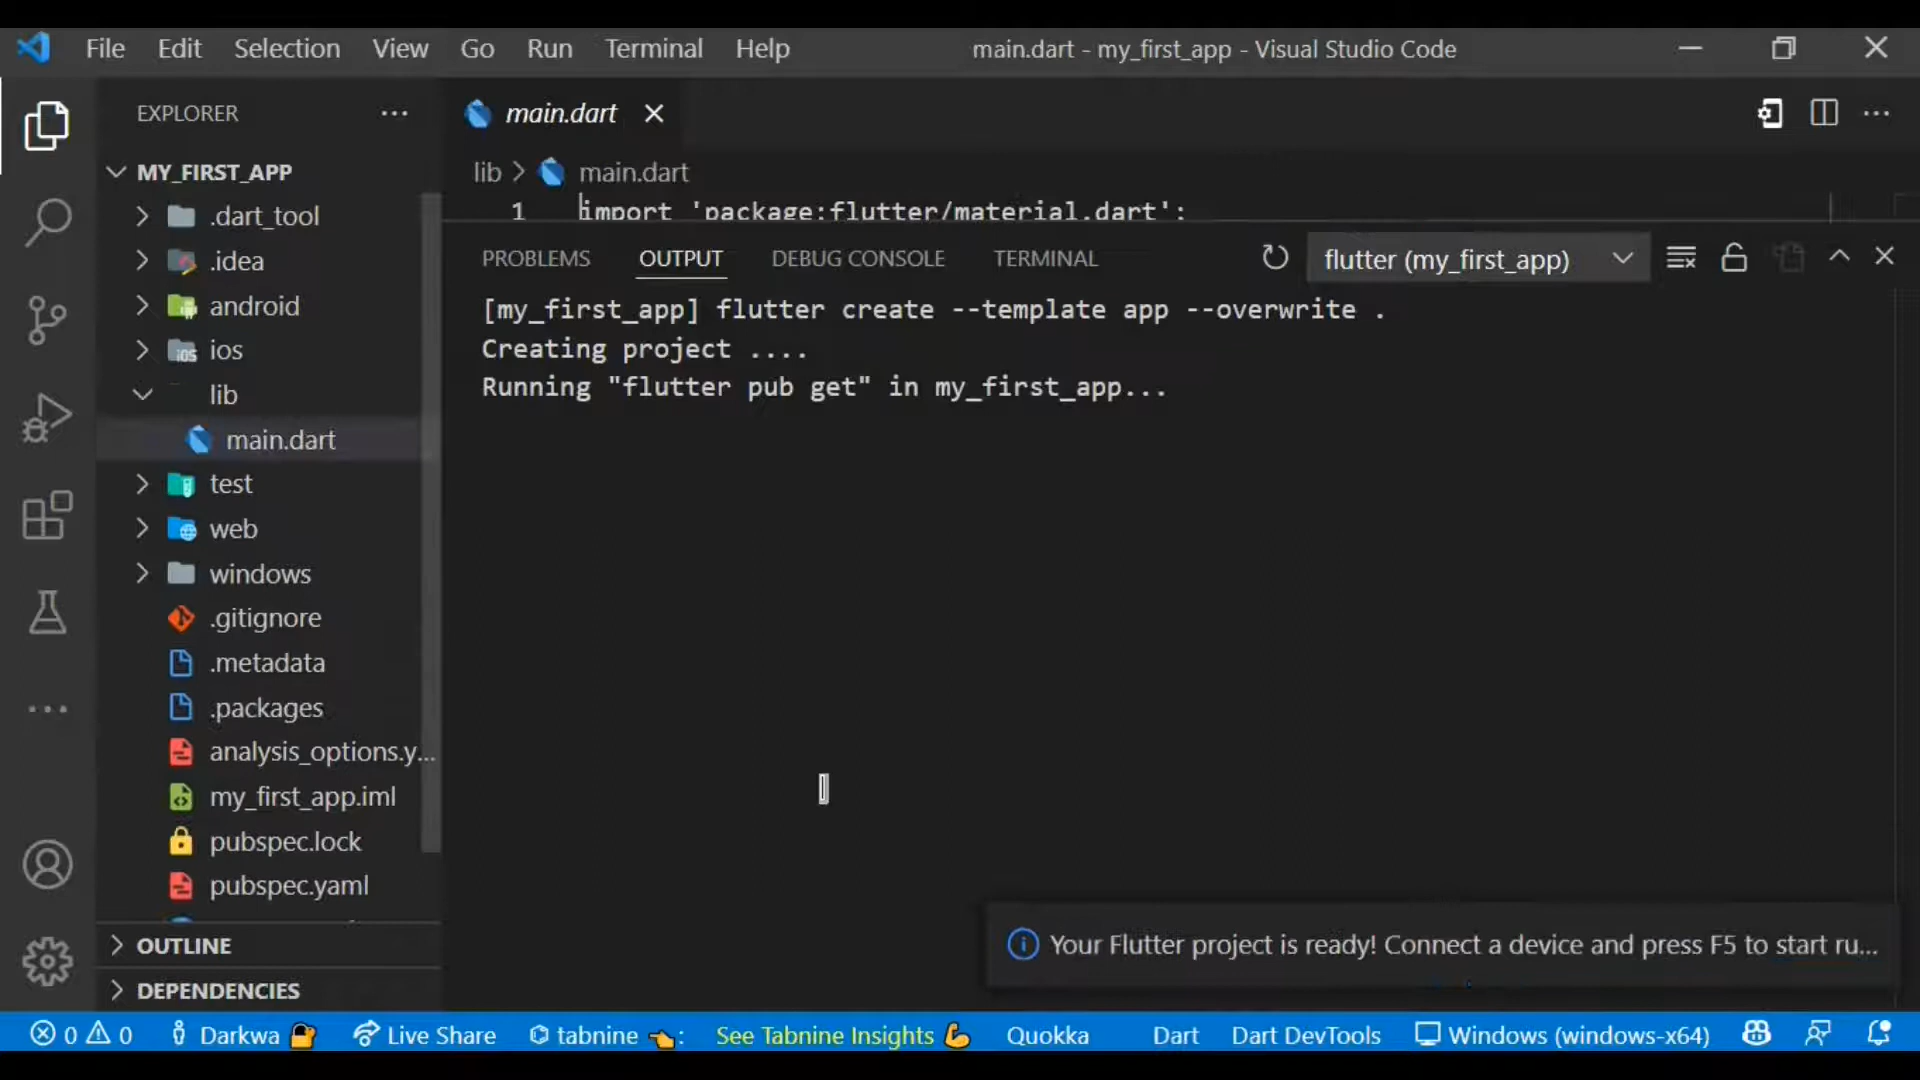 File Edit Selection View Go Run Terminal Help main.dart - my_first_app - Visual Studio Code
EXPLORER ...
main.dart
MY_FIRST_APP
lib > main.dart
.dart_tool
1 import 'package:flutter/material.dart';
.idea
PROBLEMS OUTPUT DEBUG CONSOLE TERMINAL flutter (my_first_app)
android
[my_first_app] flutter create --template app --overwrite .
ios
Creating project ....
lib
Running "flutter pub get" in my_first_app...
main.dart
test
web
windows
.gitignore
.metadata
.packages
analysis_options.y...
my_first_app.iml
pubspec.lock
pubspec.yaml
OUTLINE
Your Flutter project is ready! Connect a device and press F5 to start ru...
DEPENDENCIES
0 0 Darkwa Live Share tabnine : See Tabnine Insights Quokka Dart Dart DevTools Windows (windows-x64)